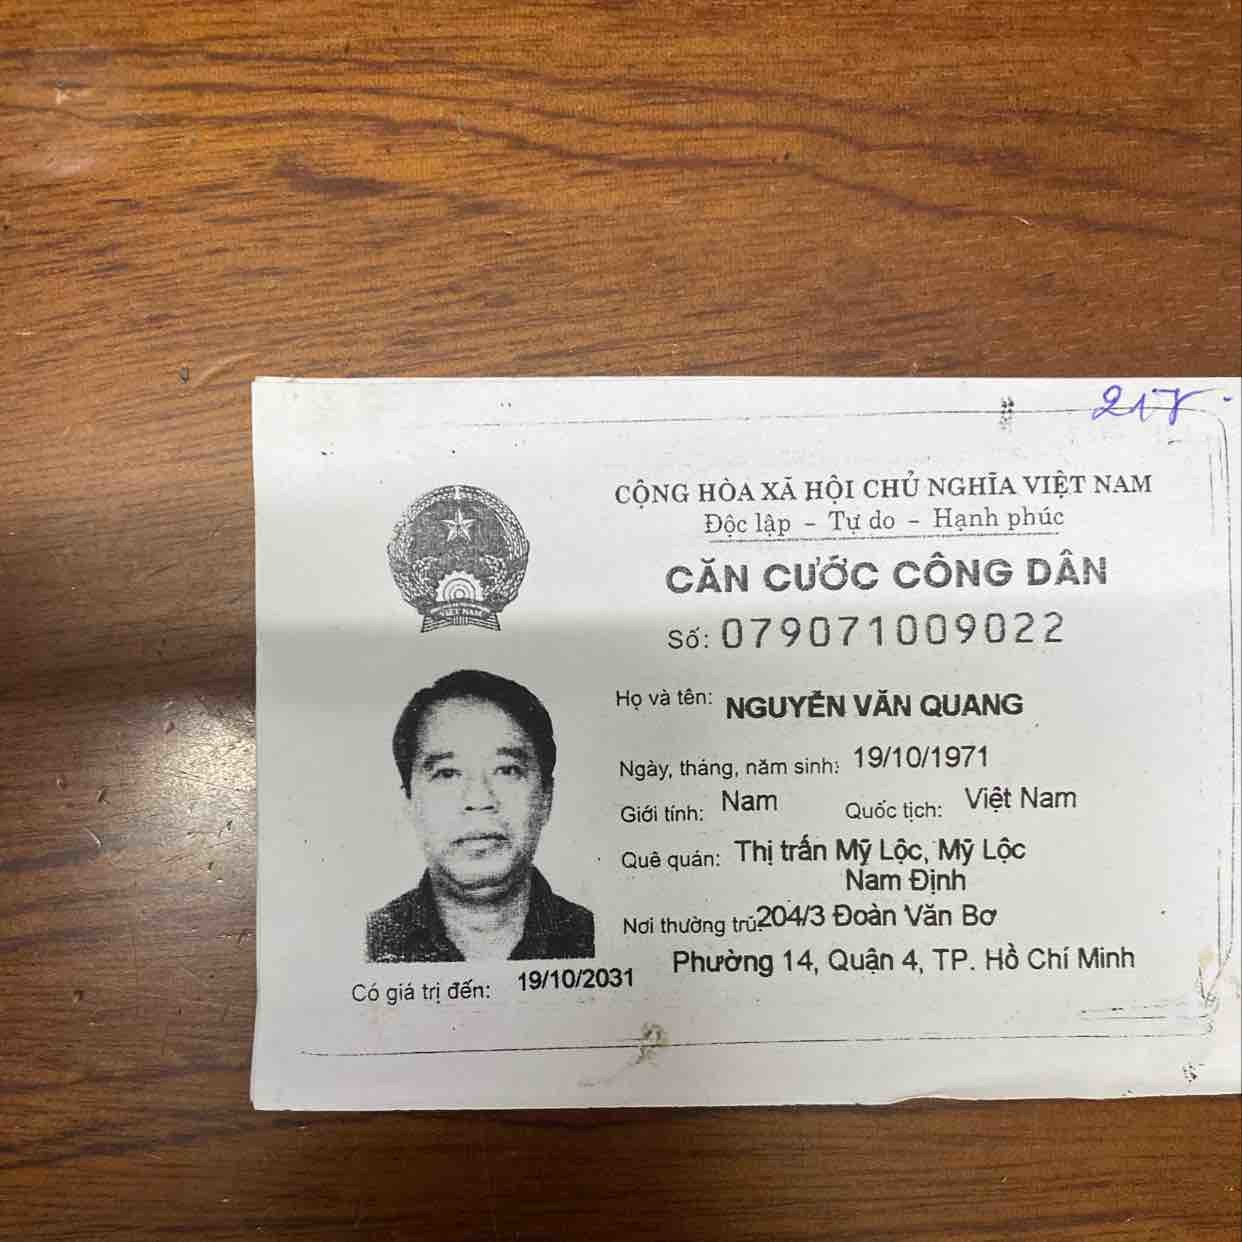 217
CỘNG HÒA XÃ HỘI CHỦ NGHĨA VIỆT NAM
Độc lập - Tự do - Hạnh phúc
CĂN CƯỚC CÔNG DÂN
VIỆT NAM
Số: 079071009022
Họ và tên: NGUYỄN VĂN QUANG
Ngày, tháng, năm sinh: 19/10/1971
Giới tính: Nam Quốc tịch: Việt Nam
Quê quán: Thị trấn Mỹ Lộc, Mỹ Lộc
Nam Định
Nơi thường trú: 204/3 Đoàn Văn Bơ
Phường 14, Quận 4, TP. Hồ Chí Minh
Có giá trị đến: 19/10/2031